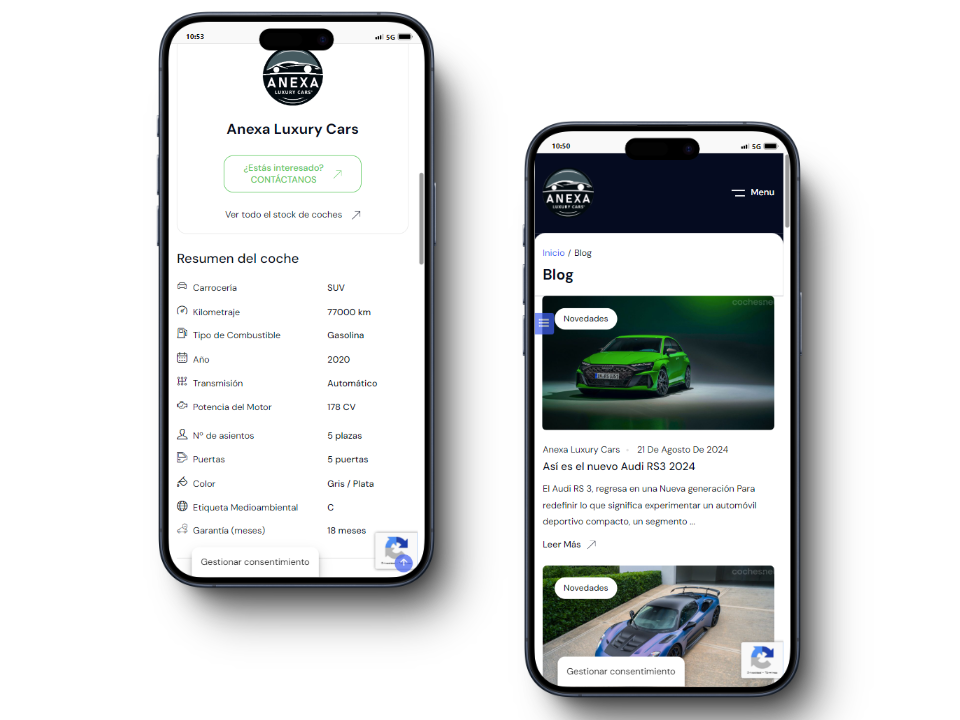 10:53
5G
ANEXA
LUXURY CARS
Anexa Luxury Cars
¿Estás interesado?
CONTÁCTANOS
Ver todo el stock de coches
Resumen del coche
Carroceria SUV
Kilometraje 77000 km
Tipo de Combustible Gasolina
Año 2020
Transmisión Automático
Potencia del Motor 178 CV
Nº de asientos 5 plazas
Puertas 5 puertas
Color Gris / Plata
Etiqueta Medioambiental C
Garantía (meses) 18 meses
Gestionar consentimiento
10:50
5G
ANEXA
LUXURY CARS
Menu
Inicio / Blog
Blog
cochesne
Novedades
Anexa Luxury Cars - 21 De Agosto De 2024
Así es el nuevo Audi RS3 2024
El Audi RS 3, regresa en una Nueva generación Para
redefinir lo que significa experimentar un automóvil
deportivo compacto, un segmento ...
Leer Más
cochesne
Novedades
Gestionar consentimiento